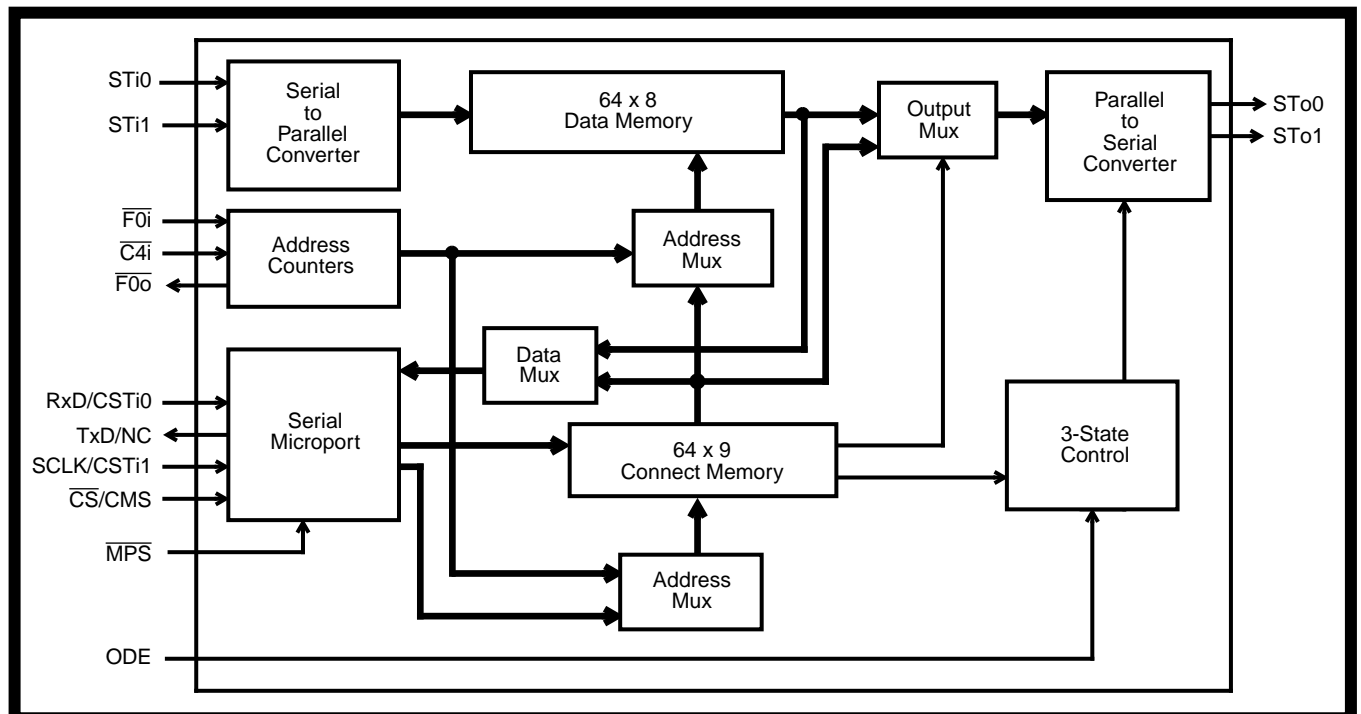 STi0
STi1
Serial
to
Parallel
Converter
64 x 8
Data Memory
Output
Mux
Parallel
to
Serial
Converter
STo0
STo1
F0i
C4i
F0o
Address
Counters
Address
Mux
Data
Mux
RxD/CSTi0
TxD/NC
SCLK/CSTi1
CS/CMS
MPS
Serial
Microport
64 x 9
Connect Memory
3-State
Control
Address
Mux
ODE